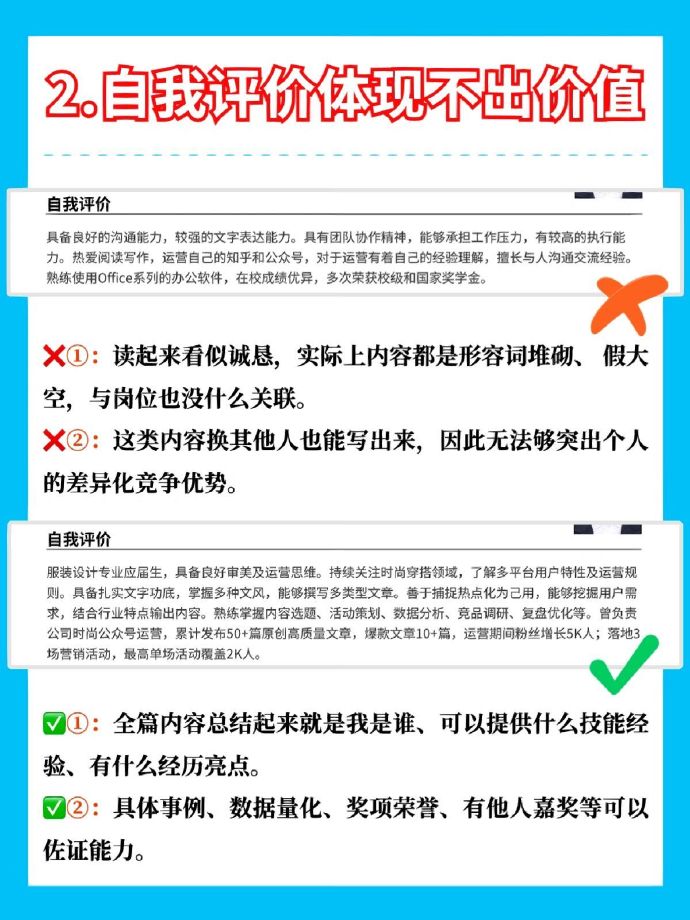 2.自我评价体现不出价值
自我评价
具备良好的沟通能力，较强的文字表达能力。具有团队协作精神，能够承担工作压力，有较高的执行能
力。热爱阅读写作，运营自己的知乎和公众号，对于运营有着自己的经验理解，擅长与人沟通交流经验。
熟练使用Office系列的办公软件，在校成绩优异，多次荣获校级和国家奖学金。
❌①：读起来看似诚恳，实际上内容都是形容词堆砌、 假大
空，与岗位也没什么关联。
❌②：这类内容换其他人也能写出来，因此无法够突出个人
的差异化竞争优势。
自我评价
服装设计专业应届生，具备良好审美及运营思维。持续关注时尚穿搭领域，了解多平台用户特性及运营规
则。具备扎实文字功底，掌握多种文风，能够撰写多类型文章。善于捕捉热点化为己用，能够挖掘用户需
求，结合行业特点输出内容。熟练掌握内容选题、活动策划、数据分析、竞品调研、复盘优化等。曾负责
公司时尚公众号运营，累计发布50+篇原创高质量文章，爆款文章10+篇，运营期间粉丝增长5K人；落地3
场营销活动，最高单场活动覆盖2K人。
✅①：全篇内容总结起来就是我是谁、可以提供什么技能经
验、有什么经历亮点。
✅②：具体事例、数据量化、奖项荣誉、有他人嘉奖等可以
佐证能力。